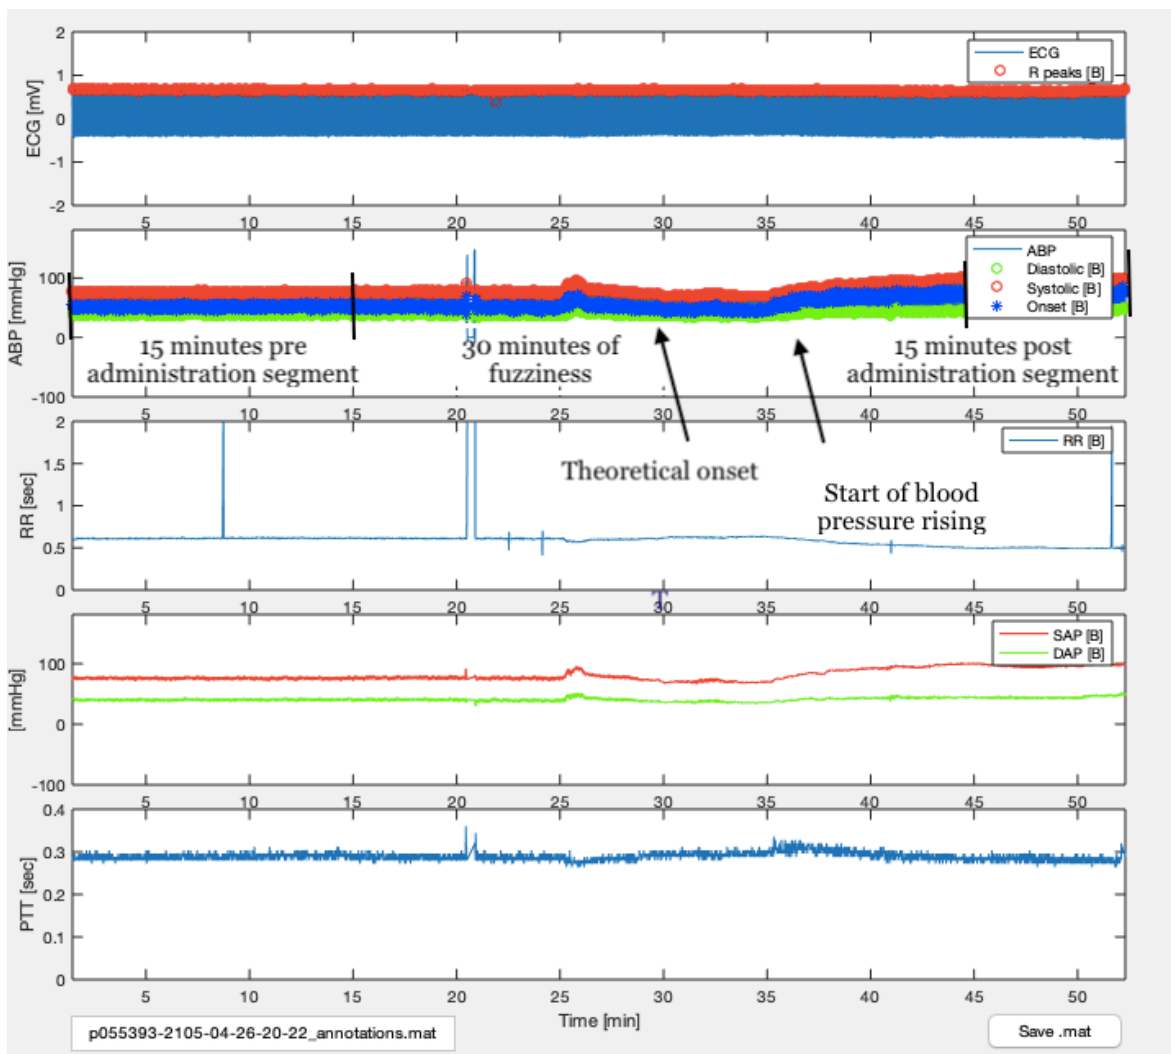 2
1
0
-1
-2
ECG [mV]
ECG
R peaks [B]
5 10 15 20 25 30 35 40 45 50
100
0
-100
ABP [mmHg]
ABP
Diastolic [B]
Systolic [B]
Onset [B]
15 minutes pre
administration segment
30 minutes of
fuzziness
15 minutes post
administration segment
5 10 15 20 25 30 35 40 45 50
2
1.5
1
0.5
0
RR [sec]
RR [B]
Theoretical onset
Start of blood
pressure rising
T
5 10 15 20 25 30 35 40 45 50
100
0
-100
[mmHg]
SAP [B]
DAP [B]
5 10 15 20 25 30 35 40 45 50
0.4
0.3
0.2
0.1
0
PTT [sec]
5 10 15 20 25 30 35 40 45 50
Time [min]
p055393-2105-04-26-20-22_annotations.mat
Save .mat